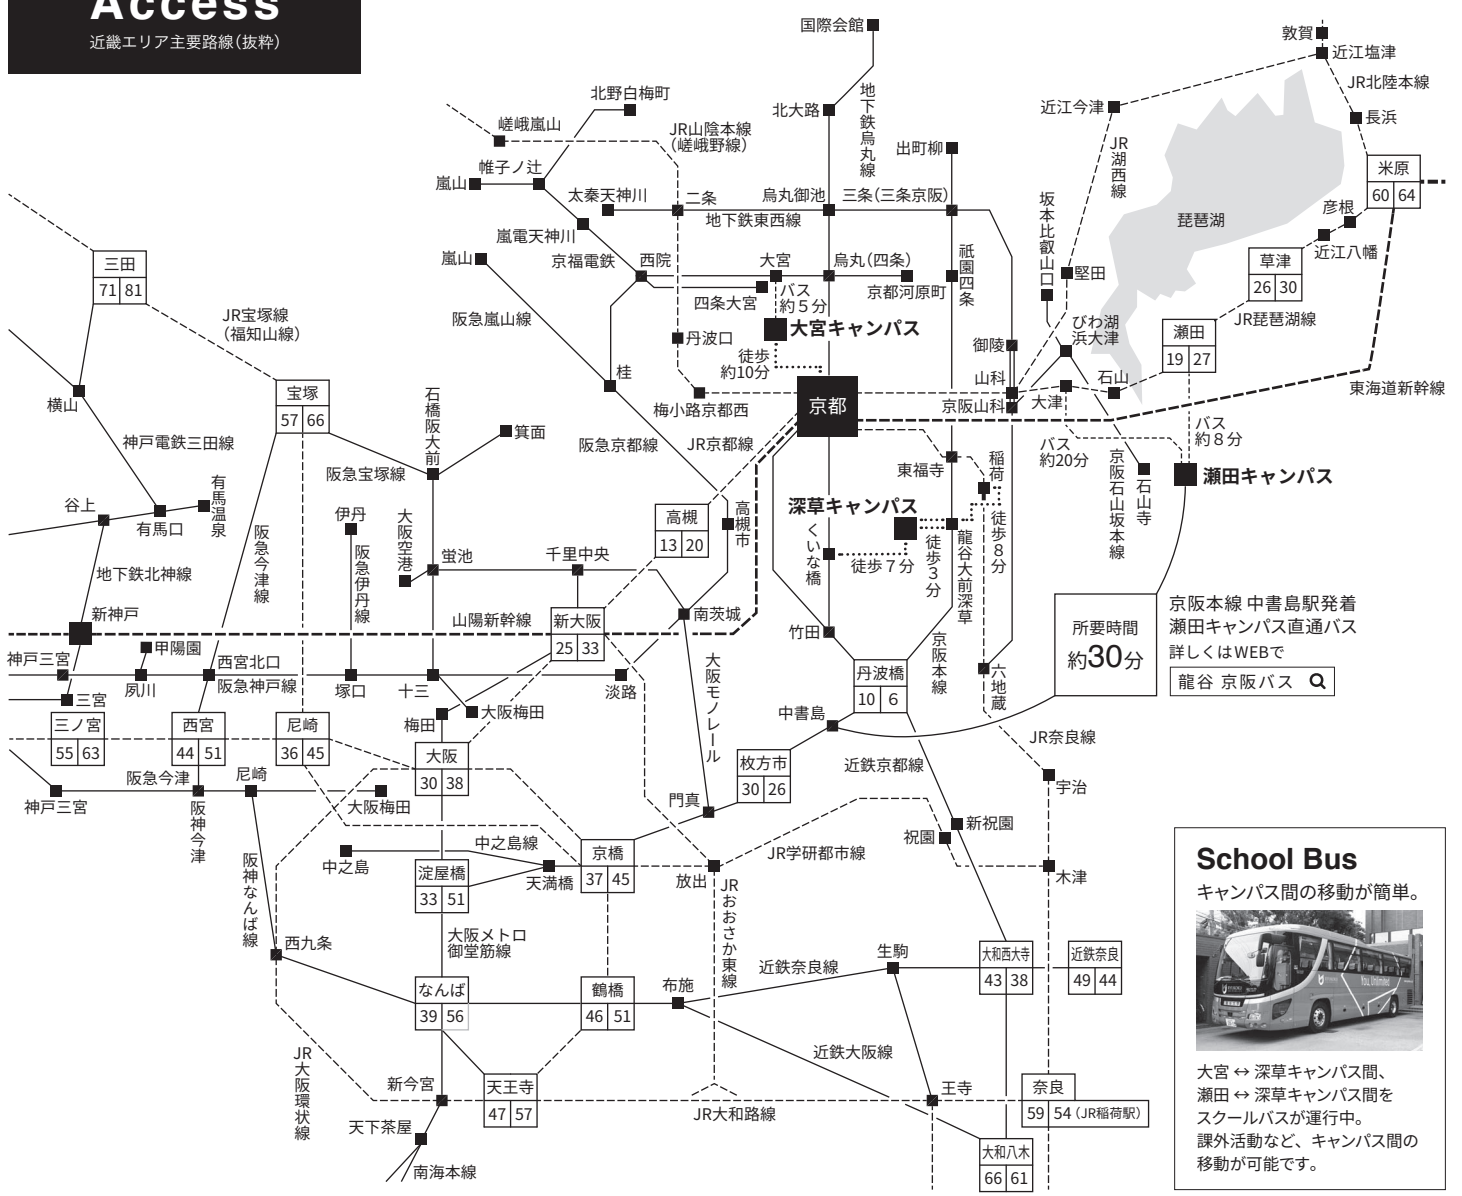 Access
近畿エリア主要路線（抜粋）
国際会館
敦賀
近江塩津
JR北陸本線
北野白梅町
北大路
地下鉄烏丸線
近江今津
長浜
嵯峨嵐山
JR山陰本線
（嵯峨野線）
出町柳
JR湖西線
米原
60 64
帷子ノ辻
嵐山
太秦天神川
二条
烏丸御池
三条（三条京阪）
地下鉄東西線
坂本比叡山口
琵琶湖
彦根
近江八幡
嵐電天神川
嵐山
京福電鉄
西院
大宮
烏丸（四条）
祇園四条
三田
71 81
四条大宮
バス
約５分
京都河原町
堅田
草津
26 30
JR宝塚線
（福知山線）
阪急嵐山線
丹波口
大宮キャンパス
びわ湖
浜大津
JR琵琶湖線
瀬田
19 27
徒歩
約10分
御陵
横山
宝塚
57 66
石橋阪大前
桂
梅小路京都西
京都
山科
京阪山科
大津
石山
東海道新幹線
神戸電鉄三田線
箕面
阪急宝塚線
阪急京都線
JR京都線
東福寺
稲荷
バス
約20分
京阪石山坂本線
石山寺
バス
約８分
瀬田キャンパス
谷上
有馬口
有馬温泉
阪急今津線
伊丹
阪急伊丹線
大阪空港
蛍池
千里中央
高槻
13 20
高槻市
深草キャンパス
くいな橋
徒歩７分
徒歩３分
龍谷大前深草
徒歩８分
地下鉄北神線
新神戸
山陽新幹線
新大阪
25 33
南茨城
竹田
京阪本線
所要時間
約30分
京阪本線 中書島駅発着
瀬田キャンパス直通バス
詳しくはWEBで
龍谷 京阪バス
神戸三宮
甲陽園
夙川
西宮北口
阪急神戸線
塚口
十三
淡路
大阪モノレール
丹波橋
10 6
六地蔵
三宮
三ノ宮
55 63
西宮
44 51
尼崎
36 45
梅田
大阪梅田
中書島
JR奈良線
大阪
30 38
枚方市
30 26
近鉄京都線
宇治
神戸三宮
阪急今津
阪神今津
尼崎
大阪梅田
門真
新祝園
祝園
中之島
中之島線
淀屋橋
33 51
天満橋
京橋
37 45
放出
JR学研都市線
木津
JRおおさか東線
阪神なんば線
西九条
大阪メトロ
御堂筋線
なんば
39 56
鶴橋
46 51
布施
近鉄奈良線
生駒
大和西大寺
43 38
近鉄奈良
49 44
JR大阪環状線
新今宮
天王寺
47 57
近鉄大阪線
JR大和路線
王寺
奈良
59 54（JR稲荷駅）
天下茶屋
南海本線
大和八木
66 61
School Bus
キャンパス間の移動が簡単。
You, Unlimited
大宮 ↔ 深草キャンパス間、
瀬田 ↔ 深草キャンパス間を
スクールバスが運行中。
課外活動など、キャンパス間の
移動が可能です。